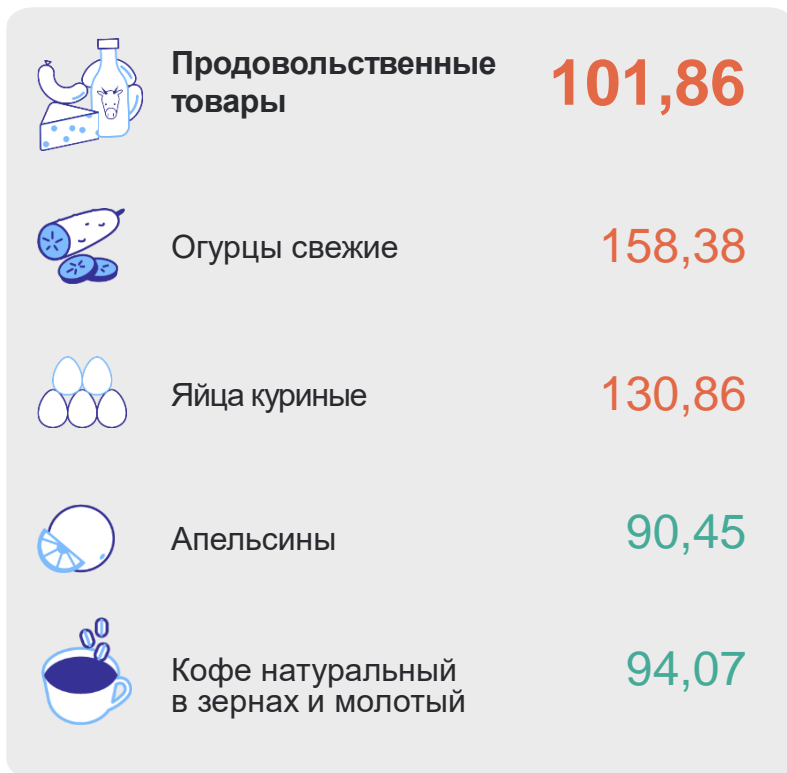 Продовольственные
товары
101,86
Огурцы свежие
158,38
Яйца куриные
130,86
Апельсины
90,45
Кофе натуральный
в зернах и молотый
94,07